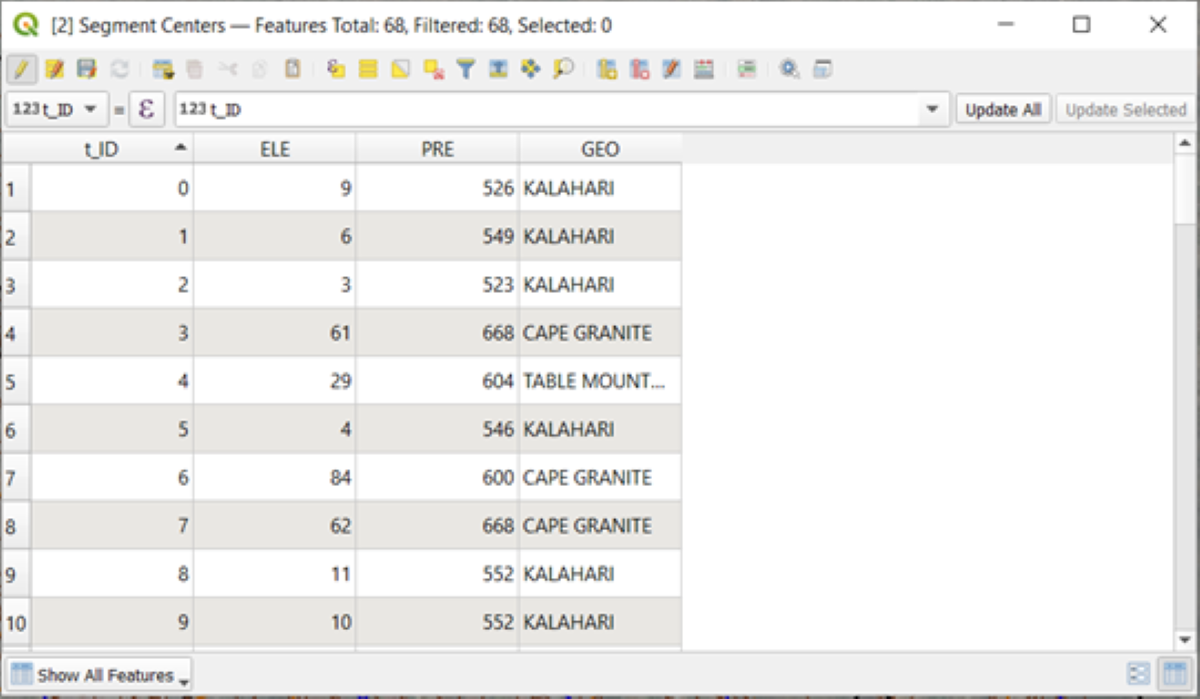 [2] Segment Centers — Features Total: 68, Filtered: 68, Selected: 0
123 t_ID = ε 123 t_ID Update All Update Selected
t_ID ELE PRE GEO
1 0 9 526 KALAHARI
2 1 6 549 KALAHARI
3 2 3 523 KALAHARI
4 3 61 668 CAPE GRANITE
5 4 29 604 TABLE MOUNT...
6 5 4 546 KALAHARI
7 6 84 600 CAPE GRANITE
8 7 62 668 CAPE GRANITE
9 8 11 552 KALAHARI
10 9 10 552 KALAHARI
Show All Features